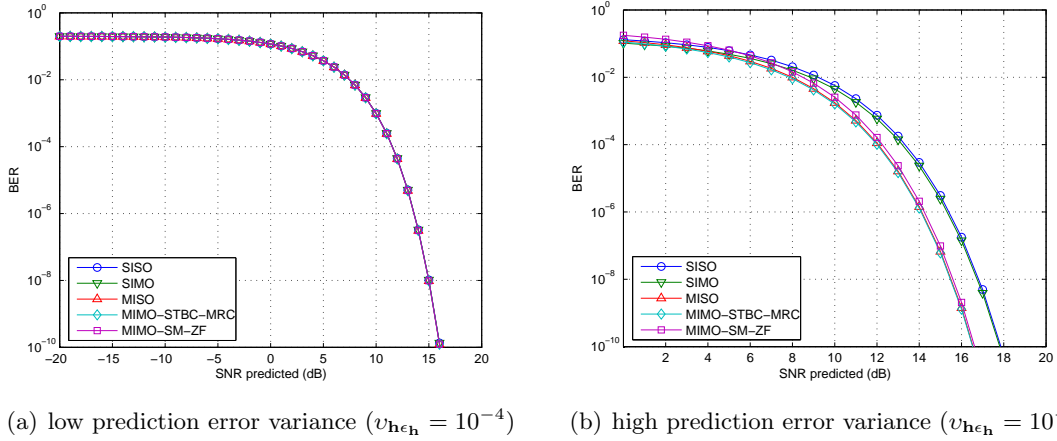 10^0
10^−2
10^−4
10^−6
10^−8
10^−10
BER
−20 −15 −10 −5 0 5 10 15 20
SNR predicted (dB)
SISO
SIMO
MISO
MIMO−STBC−MRC
MIMO−SM−ZF
(a) low prediction error variance (υ_{hϵ_h} = 10^{−4})
10^0
10^−2
10^−4
10^−6
10^−8
10^−10
BER
2 4 6 8 10 12 14 16 18 20
SNR predicted (dB)
SISO
SIMO
MISO
MIMO−STBC−MRC
MIMO−SM−ZF
(b) high prediction error variance (υ_{hϵ_h} = 10